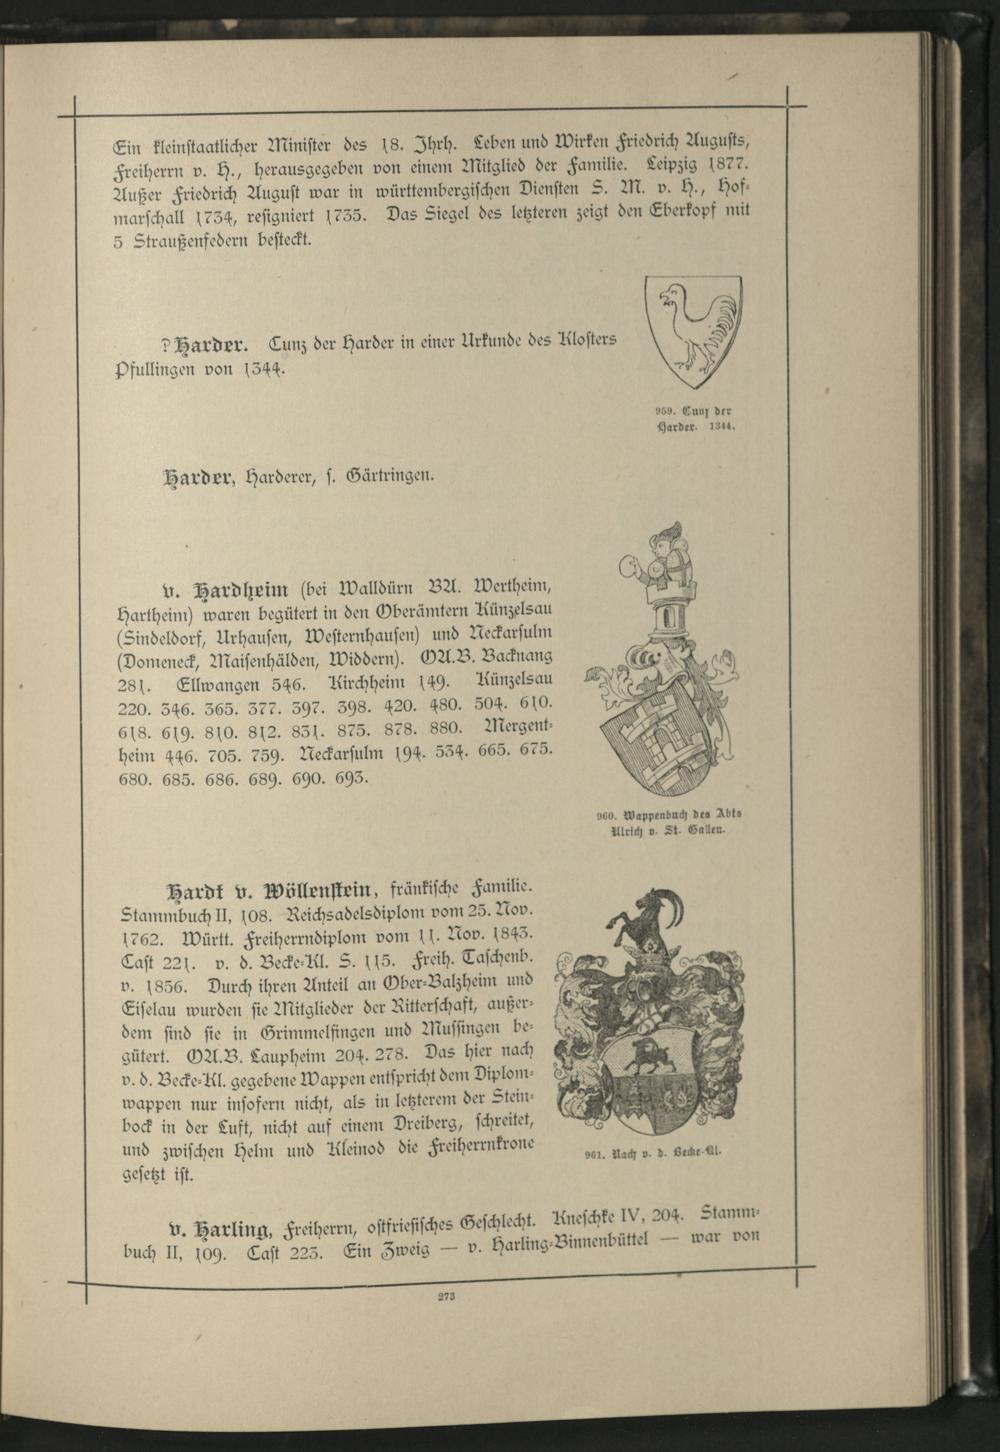 Ein kleinstaatlicher Minister des 18. Jhrh. Leben und Wirken Friedrich Augusts,
Freiherrn v. H., herausgegeben von einem Mitglied der Familie. Leipzig 1877.
Außer Friedrich August war in württembergischen Diensten S. M. v. H., Hof-
marschall 1734, resigniert 1735. Das Siegel des letzteren zeigt den Eberkopf mit
5 Straußenfedern besteckt.
? Harder. Cunz der Harder in einer Urkunde des Klosters
Pfullingen von 1344.
959. Cunz der
Harder. 1344.
Harder, Harderer, s. Gärtringen.
v. Hardheim (bei Walldürn BA. Wertheim,
Hartheim) waren begütert in den Oberämtern Künzelsau
(Sindeldorf, Urhausen, Westernhausen) und Neckarsulm
(Domeneck, Maisenhälden, Widdern). OA.B. Backnang
281. Ellwangen 546. Kirchheim 149. Künzelsau
220. 346. 365. 377. 397. 398. 420. 480. 504. 610.
618. 619. 810. 812. 831. 875. 878. 880. Mergent-
heim 446. 705. 759. Neckarsulm 194. 534. 665. 675.
680. 685. 686. 689. 690. 693.
960. Wappenbuch des Abts
Ulrich v. St. Gallen.
Hardt v. Wöllenstein, fränkische Familie.
Stammbuch II, 108. Reichsadelsdiplom vom 25. Nov.
1762. Württ. Freiherrndiplom vom 11. Nov. 1843.
Cast 221. v. d. Becke-Kl. S. 115. Freih. Taschenb.
v. 1856. Durch ihren Anteil an Ober-Balzheim und
Eiselau wurden sie Mitglieder der Ritterschaft, außer-
dem sind sie in Grimmelfingen und Mussingen be-
gütert. OA.B. Laupheim 204. 278. Das hier nach
v. d. Becke-Kl. gegebene Wappen entspricht dem Diplom-
wappen nur insofern nicht, als in letzterem der Stein-
bock in der Luft, nicht auf einem Dreiberg, schreitet,
und zwischen Helm und Kleinod die Freiherrnkrone
gesetzt ist.
961. Nach v. d. Becke-Kl.
v. Harling, Freiherrn, ostfriesisches Geschlecht. Kneschke IV, 204. Stamm-
buch II, 109. Cast 223. Ein Zweig — v. Harling-Binnenbüttel — war von
273